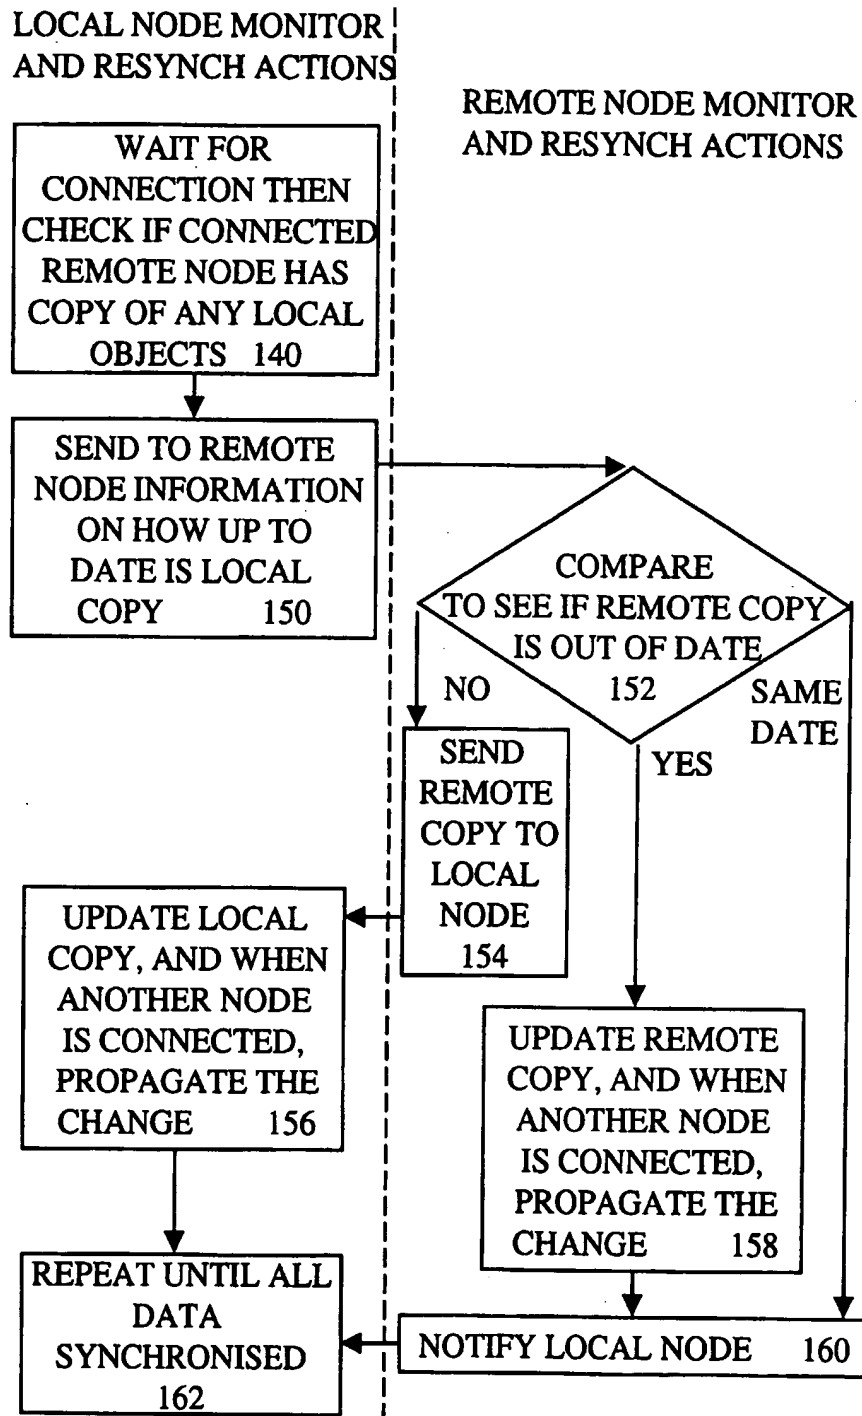 LOCAL NODE MONITOR
AND RESYNCH ACTIONS
REMOTE NODE MONITOR
AND RESYNCH ACTIONS
WAIT FOR
CONNECTION THEN
CHECK IF CONNECTED
REMOTE NODE HAS
COPY OF ANY LOCAL
OBJECTS 140
SEND TO REMOTE
NODE INFORMATION
ON HOW UP TO
DATE IS LOCAL
COPY 150
COMPARE
TO SEE IF REMOTE COPY
IS OUT OF DATE
152
NO
SAME
DATE
YES
SEND
REMOTE
COPY TO
LOCAL
NODE
154
UPDATE LOCAL
COPY, AND WHEN
ANOTHER NODE
IS CONNECTED,
PROPAGATE THE
CHANGE 156
UPDATE REMOTE
COPY, AND WHEN
ANOTHER NODE
IS CONNECTED,
PROPAGATE THE
CHANGE 158
REPEAT UNTIL ALL
DATA
SYNCHRONISED
162
NOTIFY LOCAL NODE 160